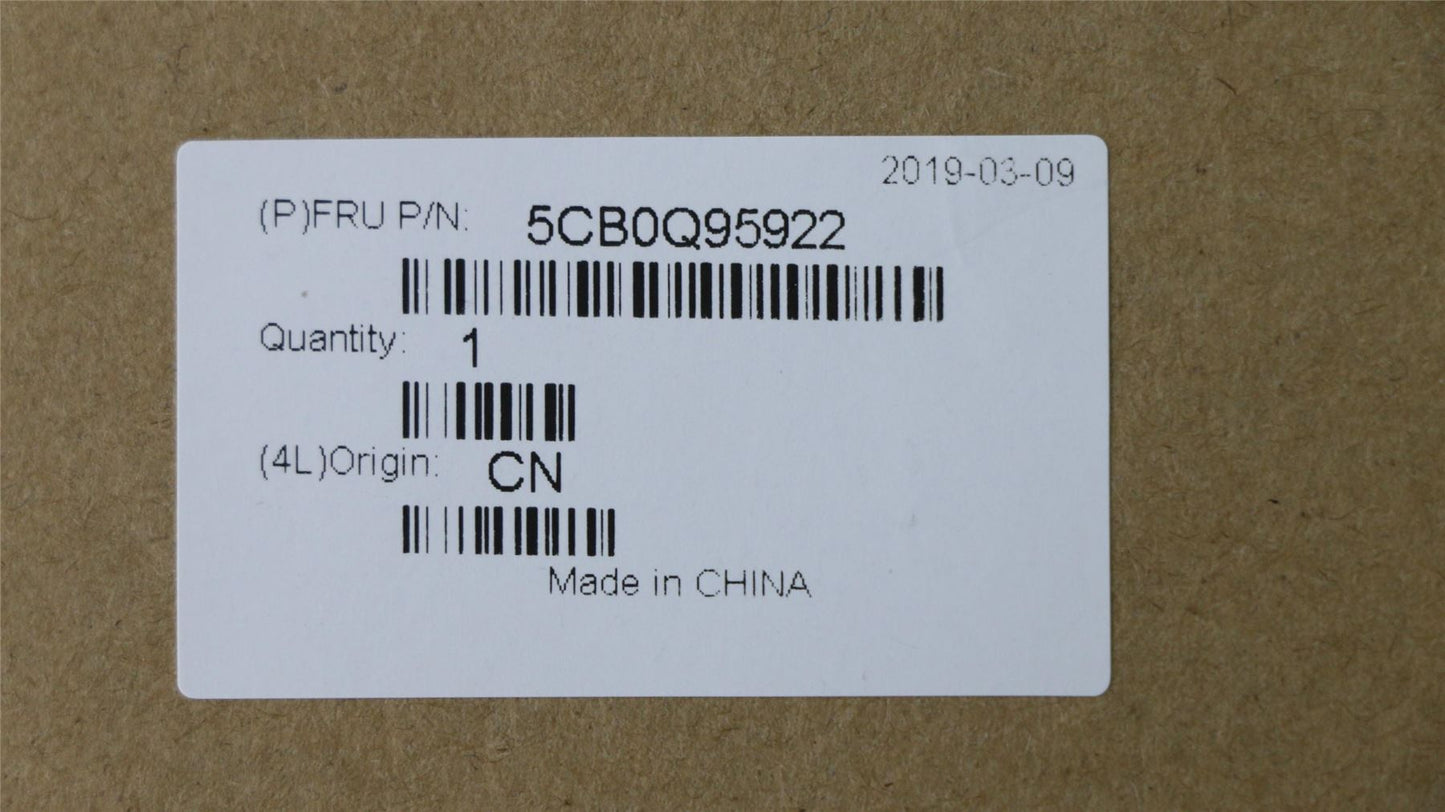 2019-03-09
(P)FRU P/N: 5CB0Q95922
Quantity: 1
(4L)Origin: CN
Made in CHINA